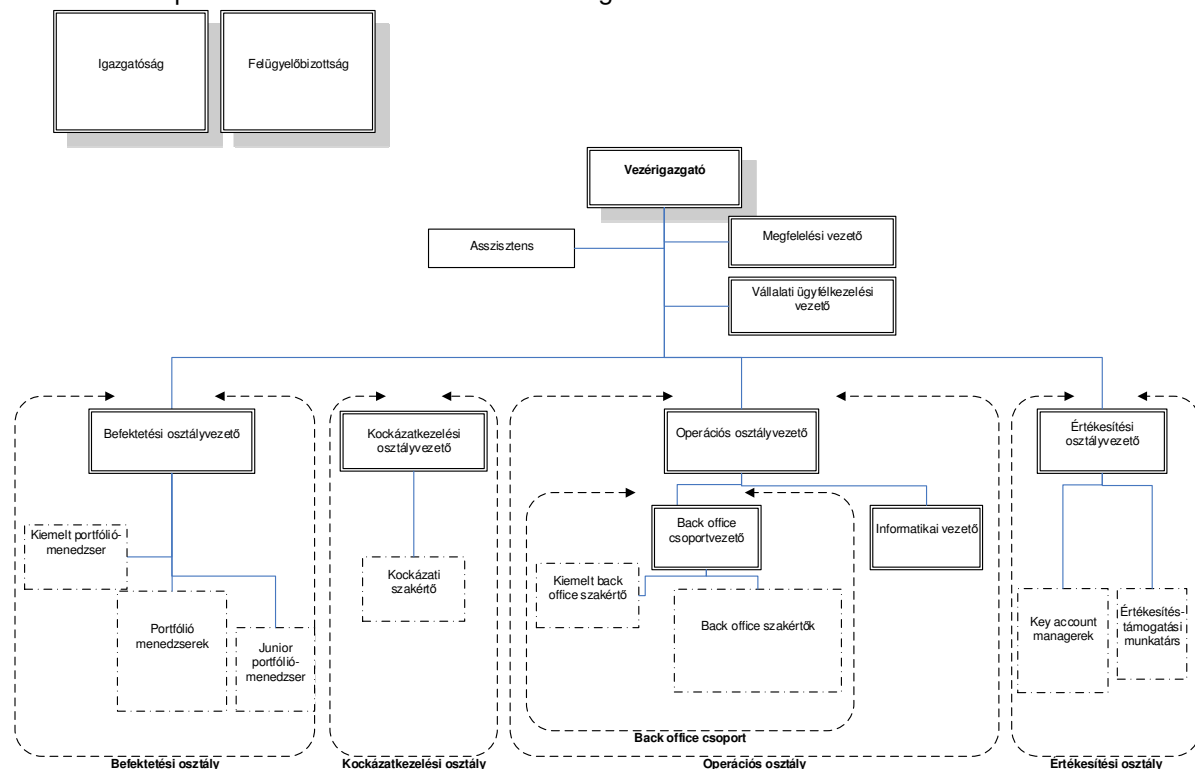 Igazgatóság
Felügyelőbizottság
Vezérigazgató
Asszisztens
Megfelelési vezető
Vállalati ügyfélkezelési
vezető
Befektetési osztályvezető
Kockázatkezelési
osztályvezető
Operációs osztályvezető
Értékesítési
osztályvezető
Kiemelt portfólió-
menedzser
Portfólió
menedzserek
Junior
portfólió-
menedzser
Kockázati
szakértő
Back office
csoportvezető
Informatikai vezető
Kiemelt back
office szakértő
Back office szakértők
Key account
managerek
Értékesítés-
támogatási
munkatárs
Back office csoport
Befektetési osztály
Kockázatkezelési osztály
Operációs osztály
Értékesítési osztály